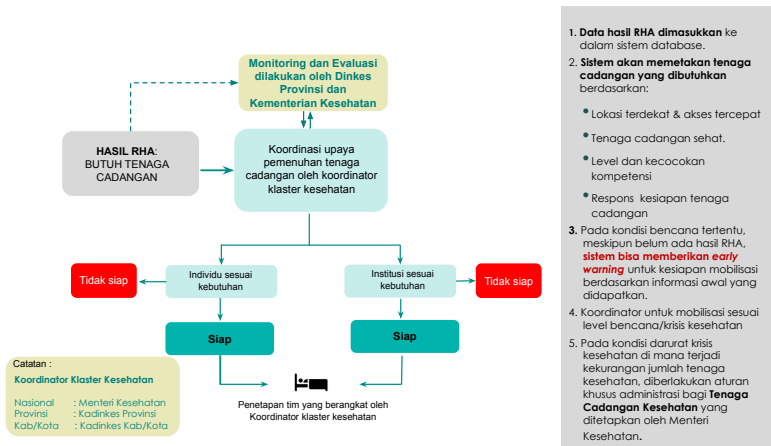 Monitoring dan Evaluasi
dilakukan oleh Dinkes
Provinsi dan
Kementerian Kesehatan
HASIL RHA:
BUTUH TENAGA
CADANGAN
Koordinasi upaya
pemenuhan tenaga
cadangan oleh koordinator
klaster kesehatan
Tidak siap
Individu sesuai
kebutuhan
Institusi sesuai
kebutuhan
Tidak siap
Siap
Siap
Penetapan tim yang berangkat oleh
Koordinator klaster kesehatan
Catatan :
Koordinator Klaster Kesehatan
Nasional : Menteri Kesehatan
Provinsi : Kadinkes Provinsi
Kab/Kota : Kadinkes Kab/Kota
1. Data hasil RHA dimasukkan ke
dalam sistem database.
2. Sistem akan memetakan tenaga
cadangan yang dibutuhkan
berdasarkan:
• Lokasi terdekat & akses tercepat
• Tenaga cadangan sehat.
• Level dan kecocokan
kompetensi
• Respons kesiapan tenaga
cadangan
3. Pada kondisi bencana tertentu,
meskipun belum ada hasil RHA,
sistem bisa memberikan early
warning untuk kesiapan mobilisasi
berdasarkan informasi awal yang
didapatkan.
4. Koordinator untuk mobilisasi sesuai
level bencana/krisis kesehatan
5. Pada kondisi darurat krisis
kesehatan di mana terjadi
kekurangan jumlah tenaga
kesehatan, diberlakukan aturan
khusus administrasi bagi Tenaga
Cadangan Kesehatan yang
ditetapkan oleh Menteri
Kesehatan.